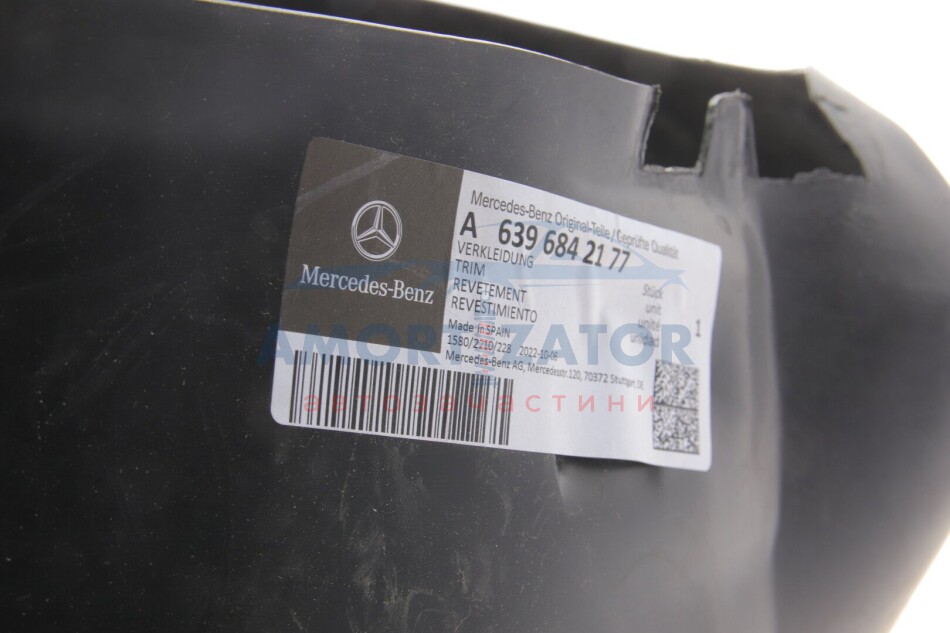 Mercedes-Benz
Mercedes-Benz Original-Teile / Geprüfte Qualität
A 639 684 21 77
VERKLEIDUNG
TRIM
REVETEMENT
REVESTIMIENTO
Stück
unit
unité
unidad
1
Made in SPAIN
1580/2210/228 2022-10-06
Mercedes-Benz AG, Mercedesstr.120, 70372 Stuttgart, DE
AMORTIZATOR
автозапчастини